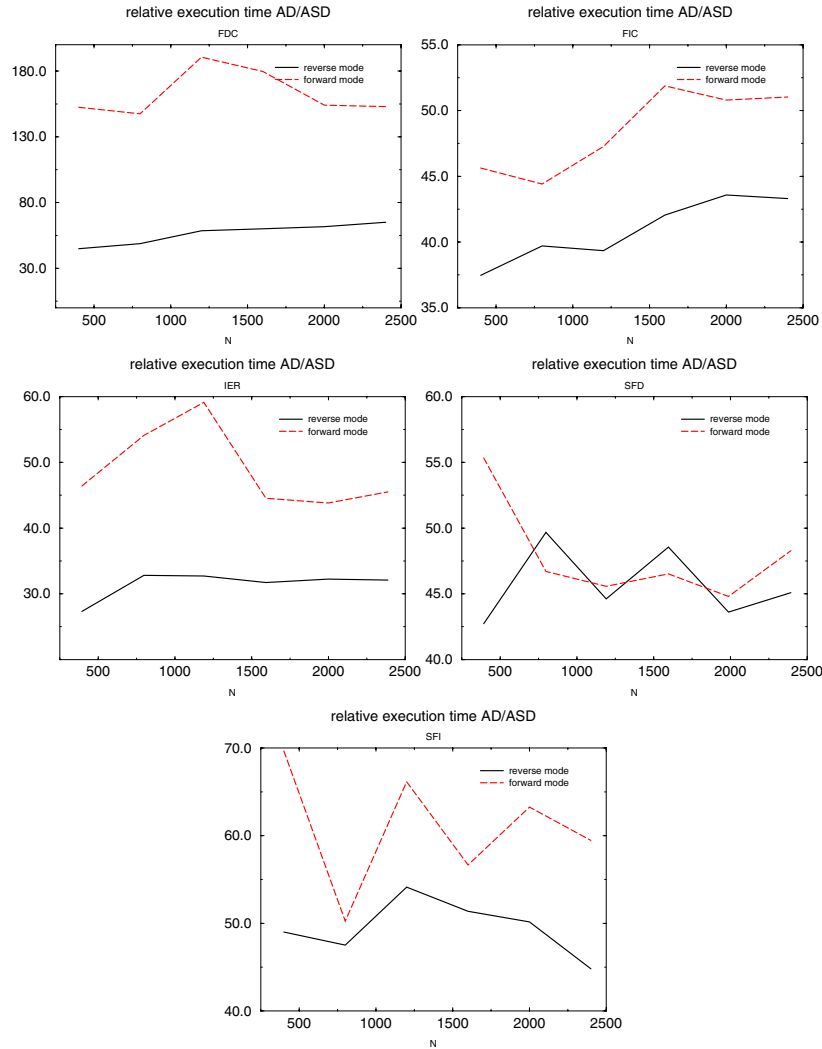 relative execution time AD/ASD
FDC
180.0
130.0
80.0
30.0
reverse mode
forward mode
500
1000
1500
2000
2500
N
relative execution time AD/ASD
FIC
55.0
50.0
45.0
40.0
35.0
reverse mode
forward mode
500
1000
1500
2000
2500
N
relative execution time AD/ASD
IER
60.0
50.0
40.0
30.0
reverse mode
forward mode
500
1000
1500
2000
2500
N
relative execution time AD/ASD
SFD
60.0
55.0
50.0
45.0
40.0
reverse mode
forward mode
500
1000
1500
2000
2500
N
relative execution time AD/ASD
SFI
70.0
60.0
50.0
40.0
reverse mode
forward mode
500
1000
1500
2000
2500
N